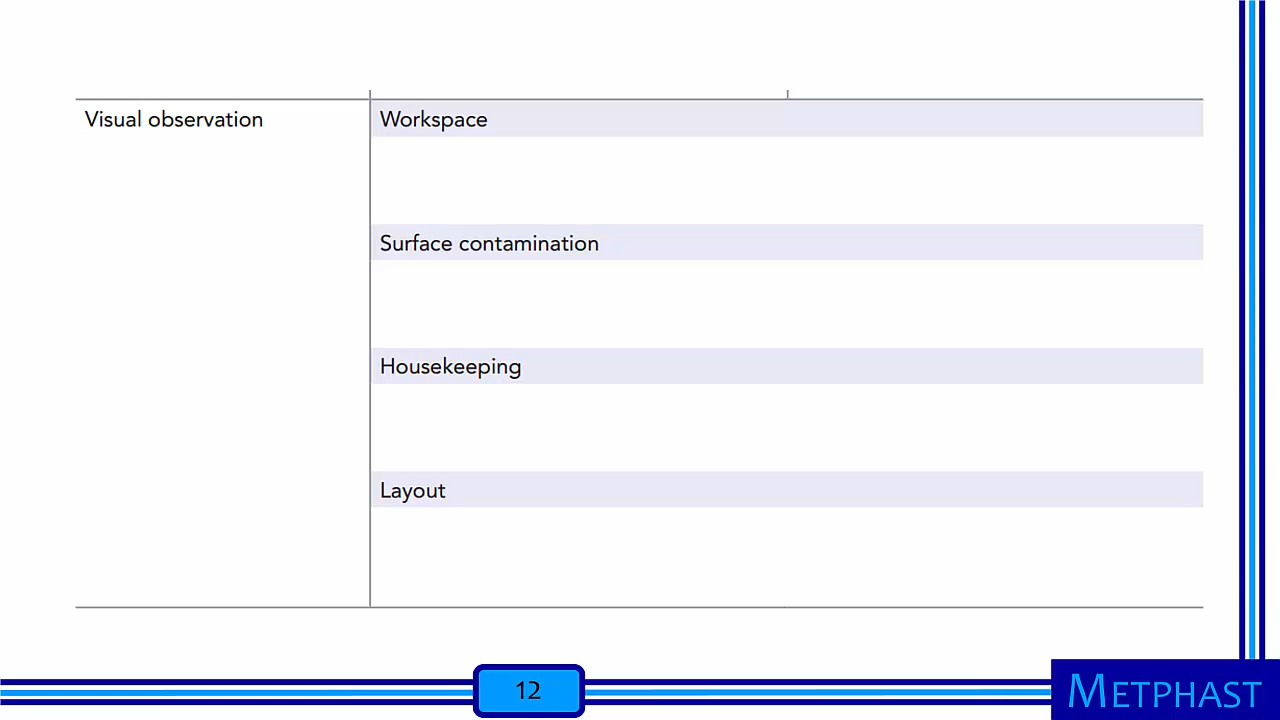 Visual observation
Workspace
Surface contamination
Housekeeping
Layout
12
METPHAST